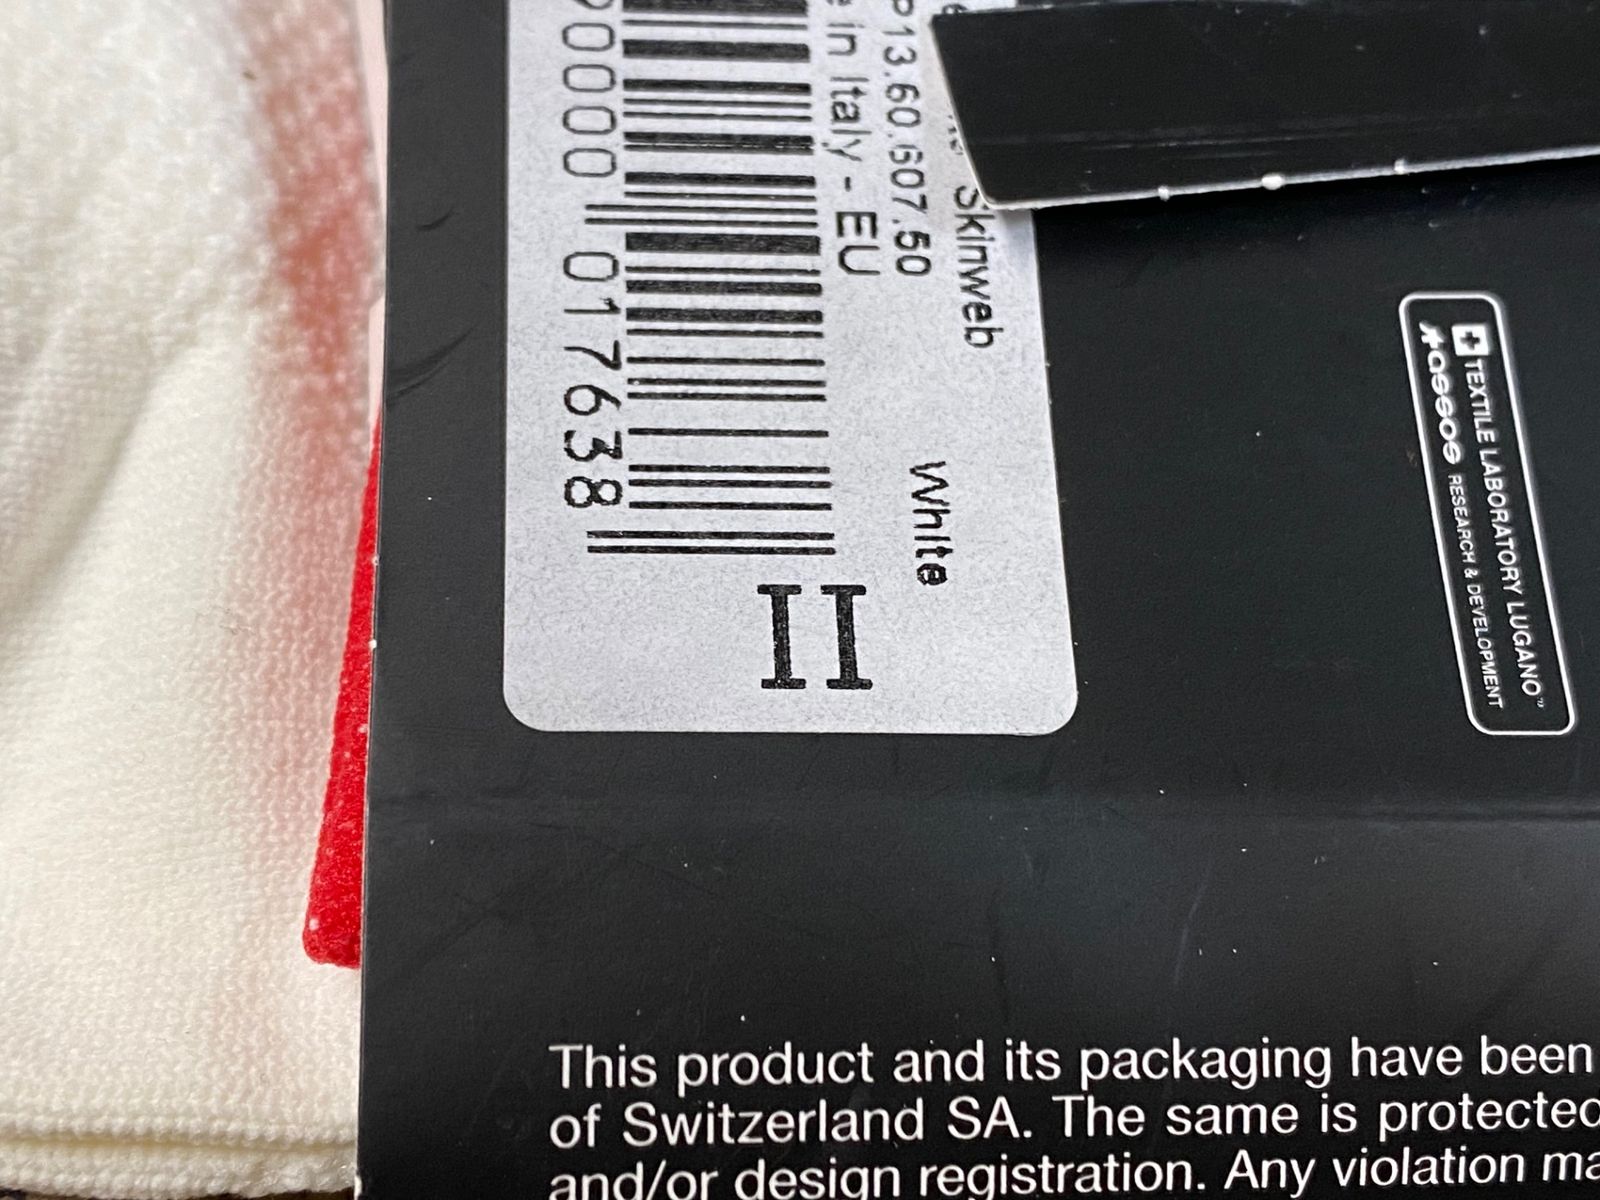 Skinweb
P13.60.607.50
White
in Italy - EU
0000 017638
II
TEXTILE LABORATORY LUGANO™
assos RESEARCH & DEVELOPMENT
This product and its packaging have been
of Switzerland SA. The same is protected
and/or design registration. Any violation